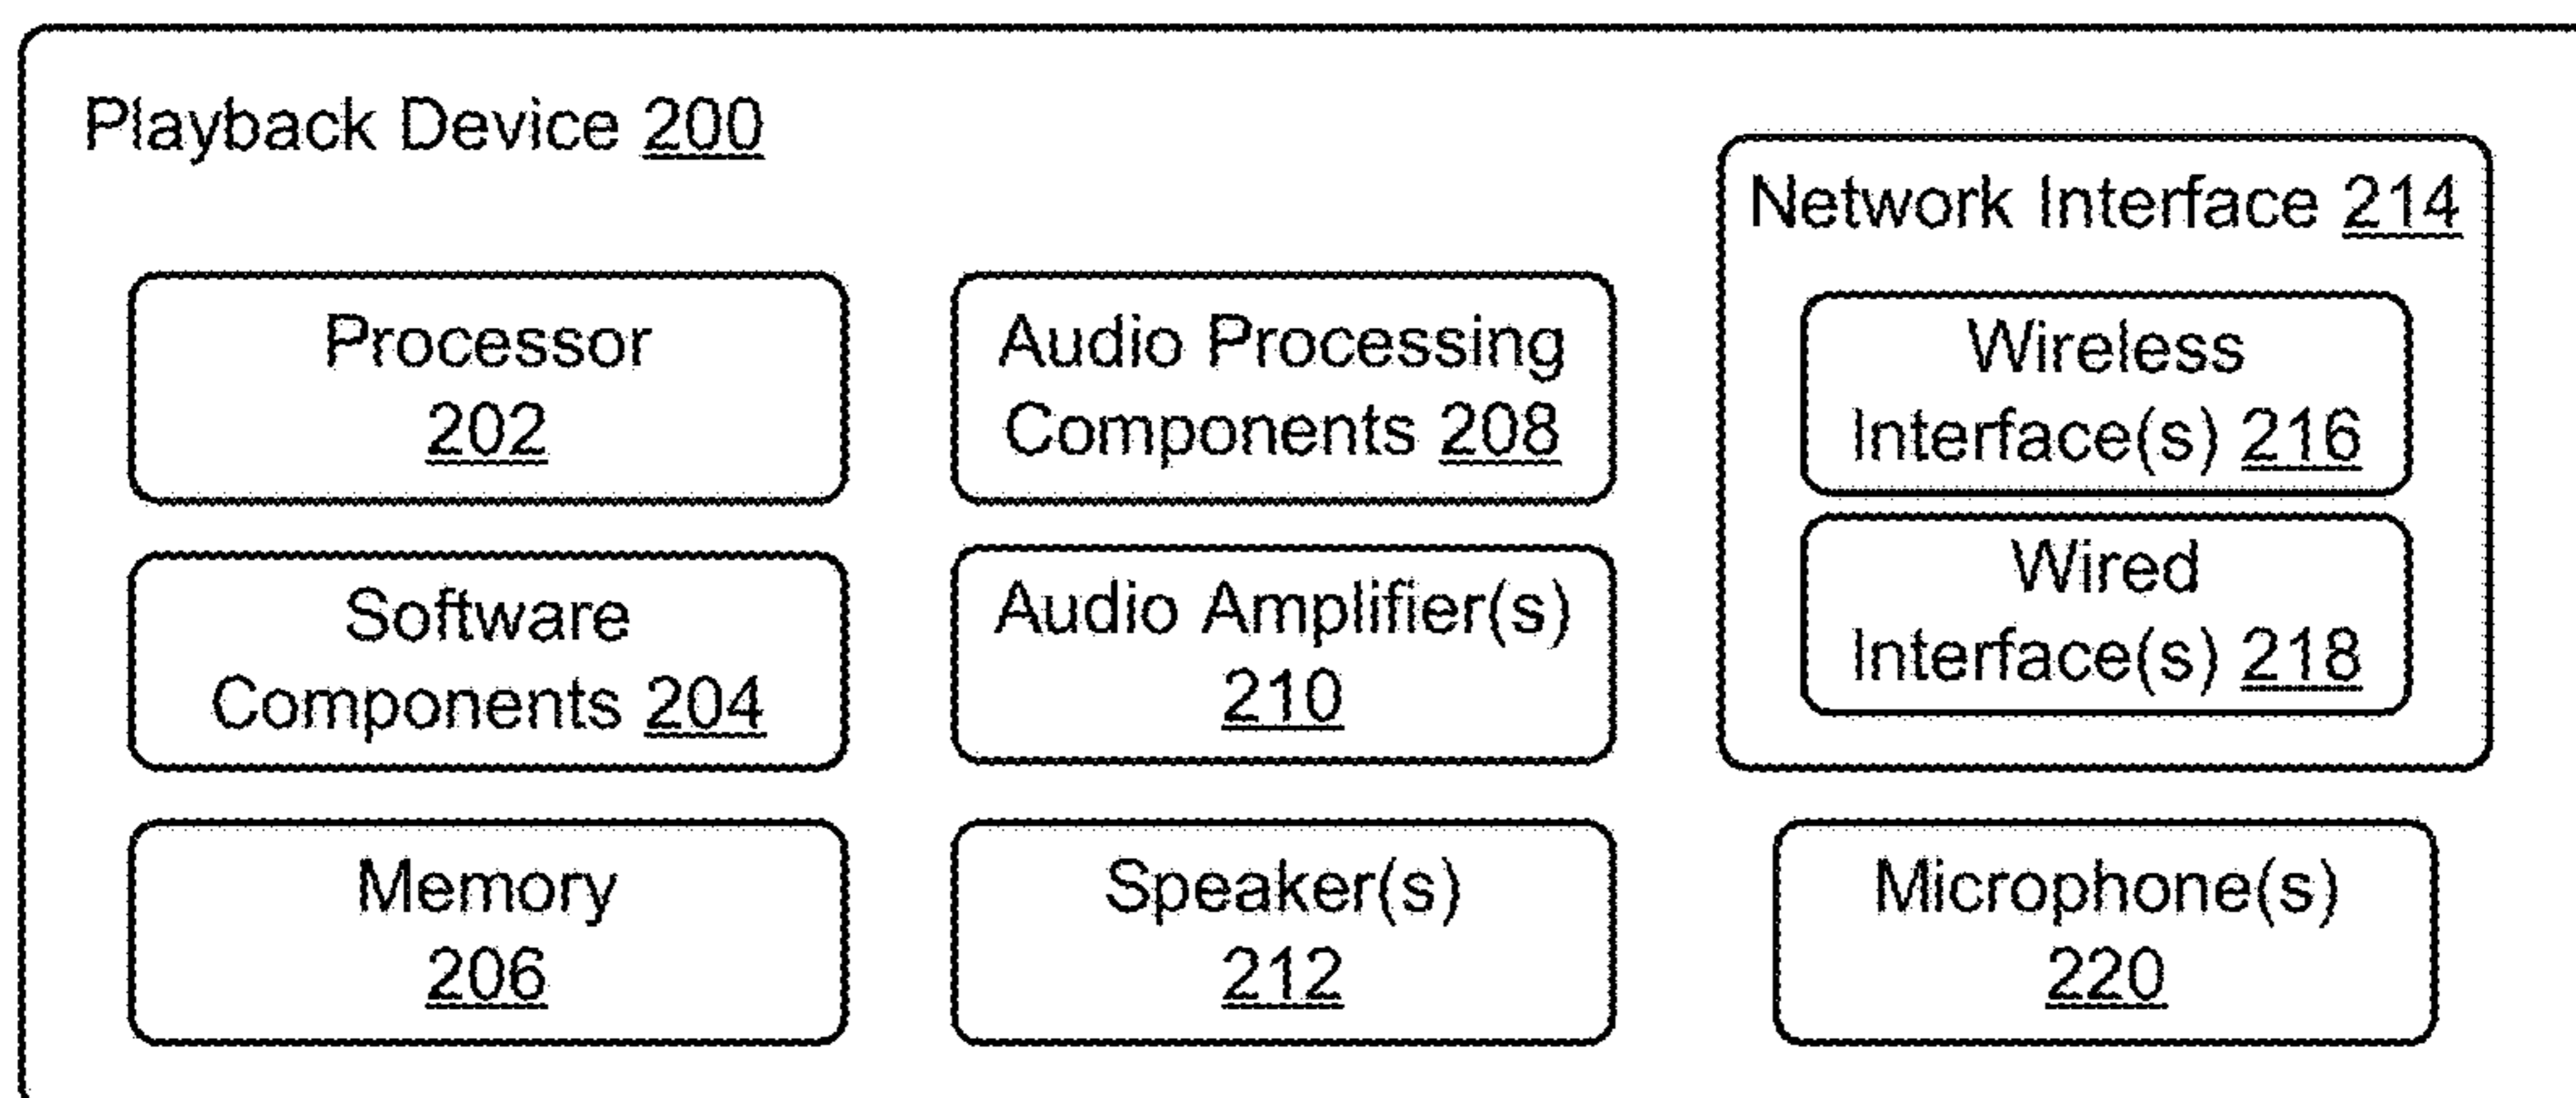 Playback Device 200
Processor
202
Software
Components 204
Memory
206
Audio Processing
Components 208
Audio Amplifier(s)
210
Speaker(s)
212
Network Interface 214
Wireless
Interface(s) 216
Wired
Interface(s) 218
Microphone(s)
220